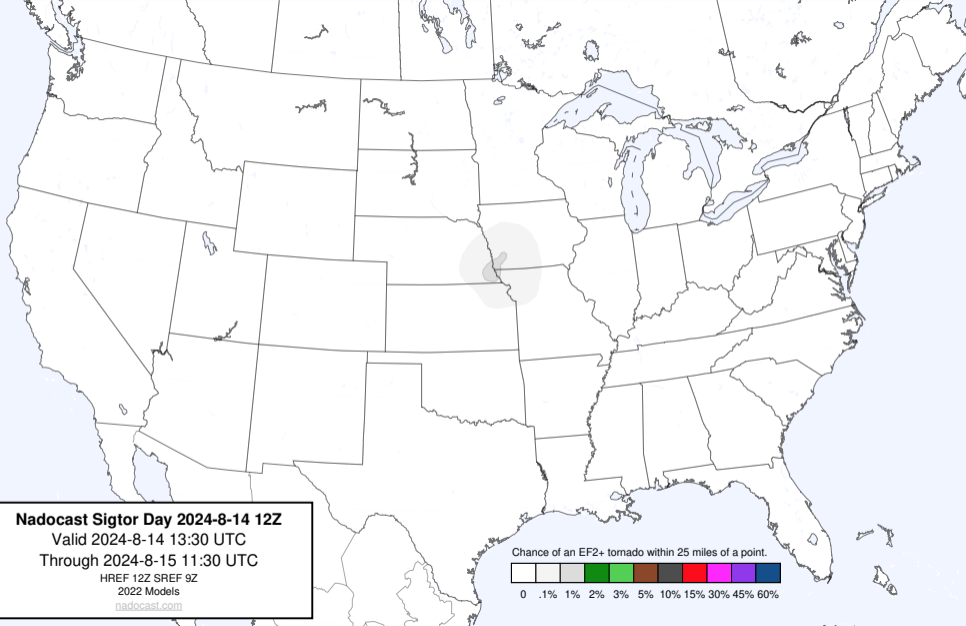 Nadocast Sigtor Day 2024-8-14 12Z
Valid 2024-8-14 13:30 UTC
Through 2024-8-15 11:30 UTC
HREF 12Z SREF 9Z
2022 Models
nadocast.com
Chance of an EF2+ tornado within 25 miles of a point.
0 .1% 1% 2% 3% 5% 10% 15% 30% 45% 60%